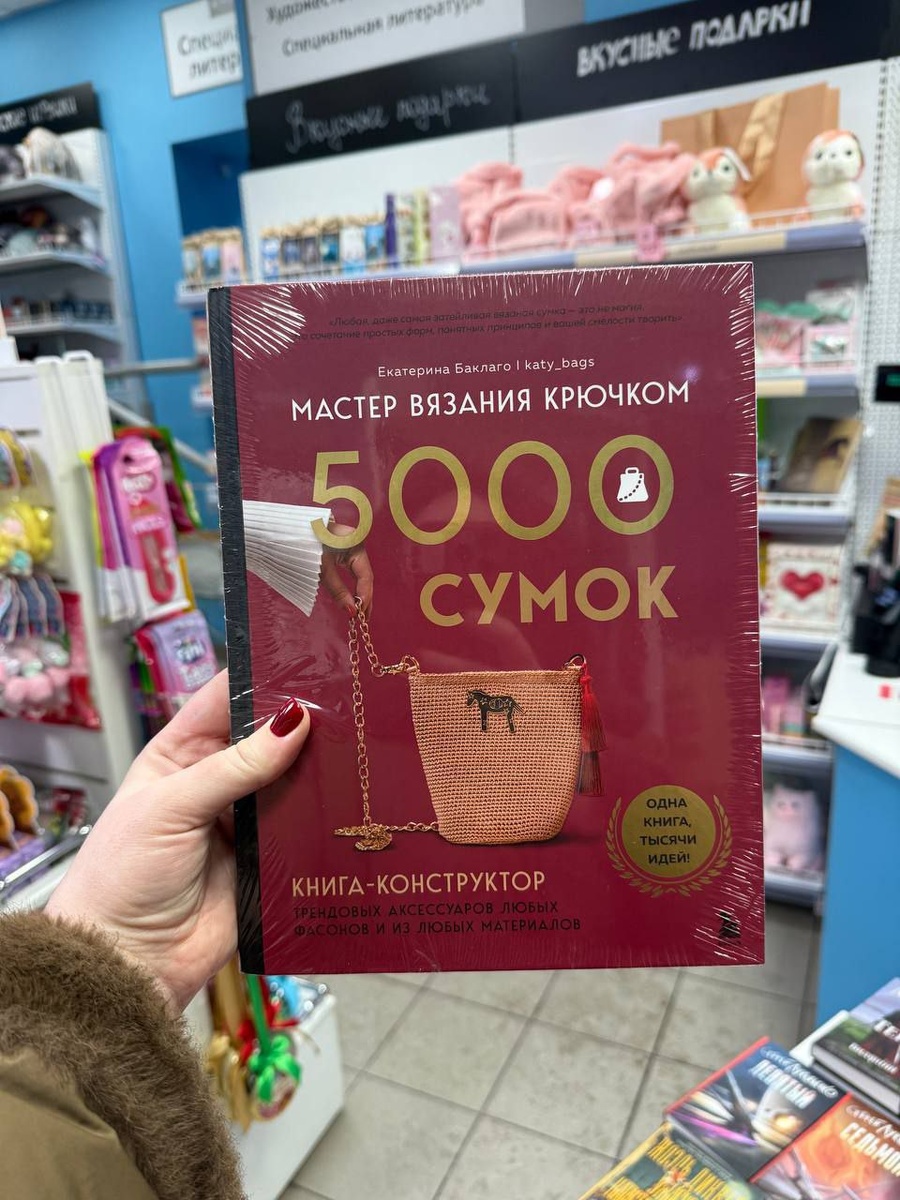 Специальная литература
ВКУСНЫЕ ПОДАРКИ
Вкусные подарки
«Любая, даже самая затейливая вязаная сумка — это не магия,
сочетание простых форм, понятных принципов и вашей смелости творить»
Екатерина Баклаго | katy_bags
МАСТЕР ВЯЗАНИЯ КРЮЧКОМ
5000
СУМОК
ОДНА
КНИГА,
ТЫСЯЧИ
ИДЕЙ!
КНИГА-КОНСТРУКТОР
ТРЕНДОВЫХ АКСЕССУАРОВ ЛЮБЫХ
ФАСОНОВ И ИЗ ЛЮБЫХ МАТЕРИАЛОВ
ДЕВЯТЫЙ